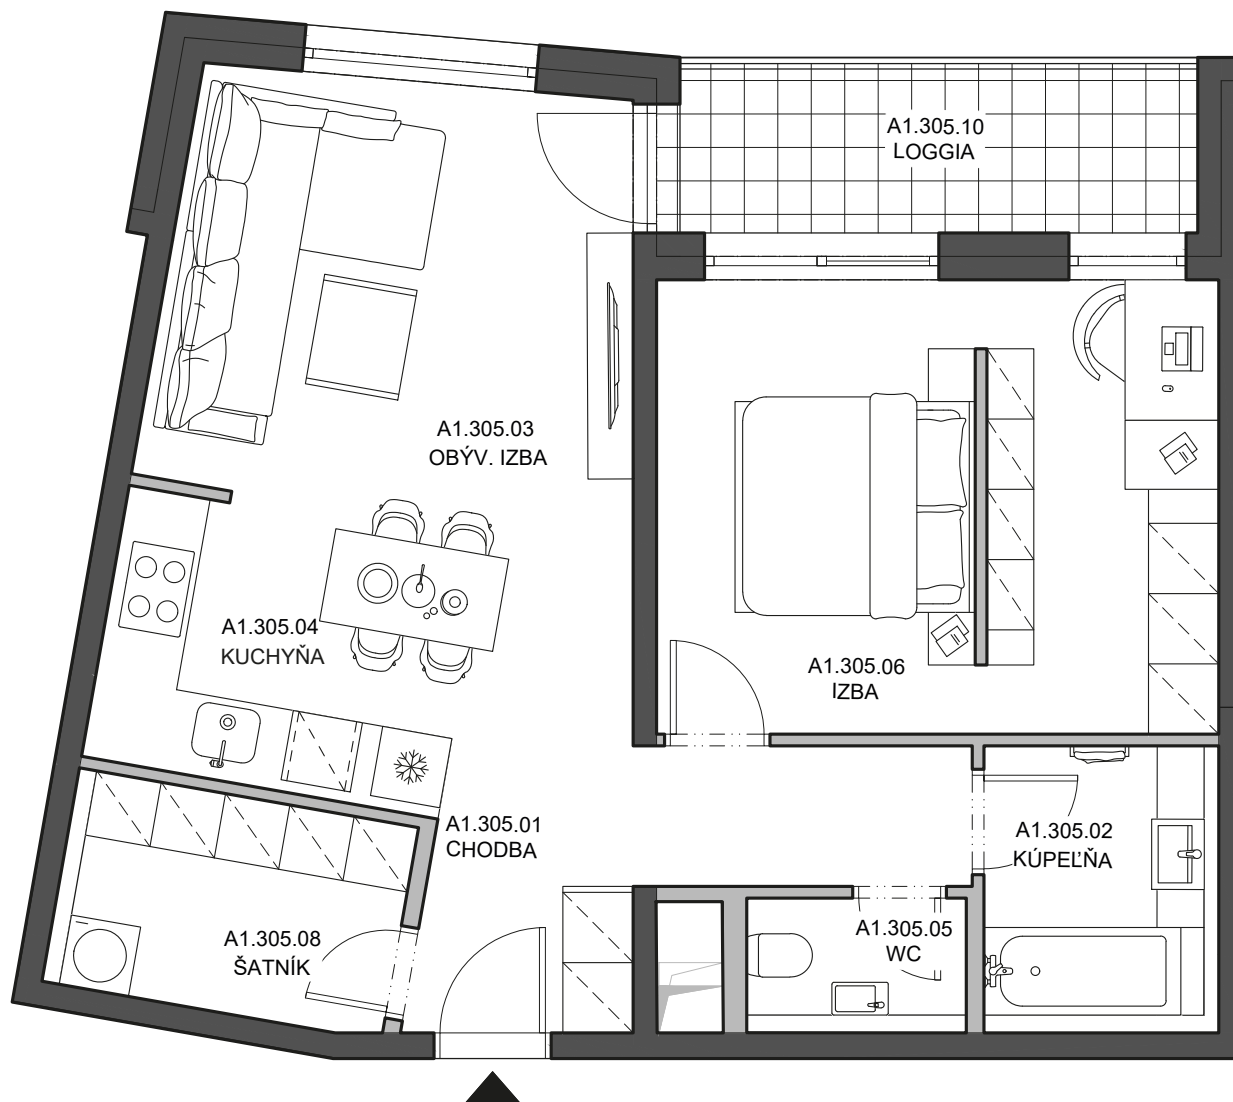 A1.305.10
LOGGIA
A1.305.03
OBÝV. IZBA
A1.305.04
KUCHYŇA
A1.305.06
IZBA
A1.305.01
CHODBA
A1.305.02
KÚPEĽŇA
A1.305.08
ŠATNÍK
A1.305.05
WC